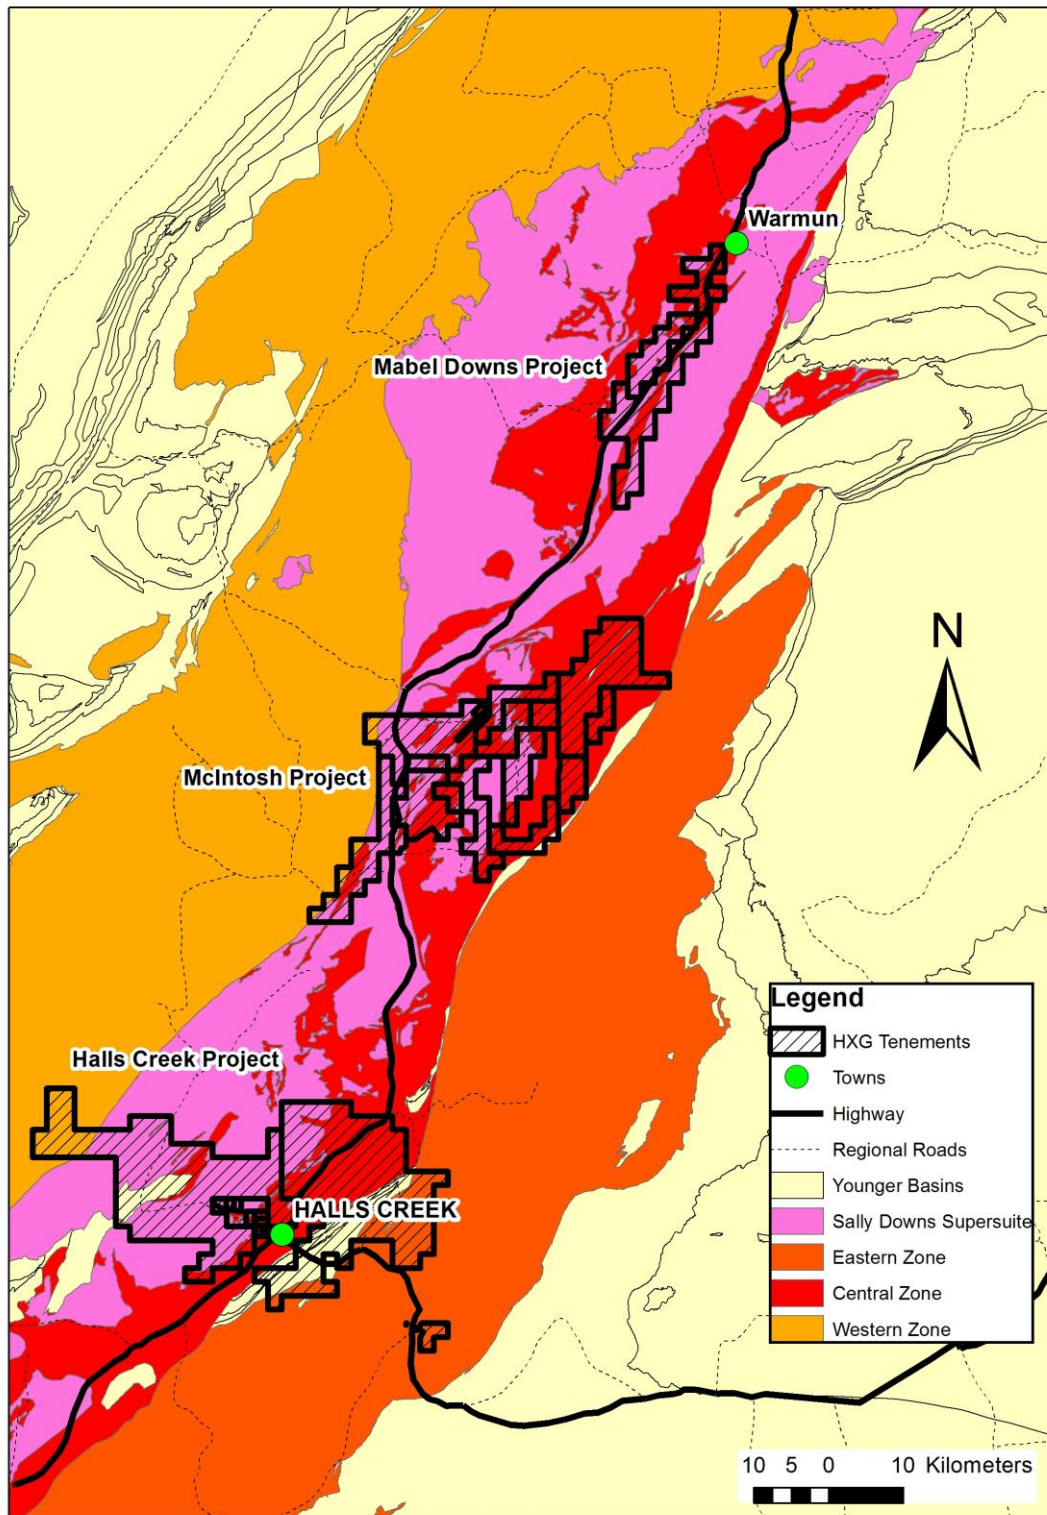 Warmun
Mabel Downs Project
N
McIntosh Project
Halls Creek Project
HALLS CREEK
Legend
HXG Tenements
Towns
Highway
Regional Roads
Younger Basins
Sally Downs Supersuite
Eastern Zone
Central Zone
Western Zone
10 5 0 10 Kilometers